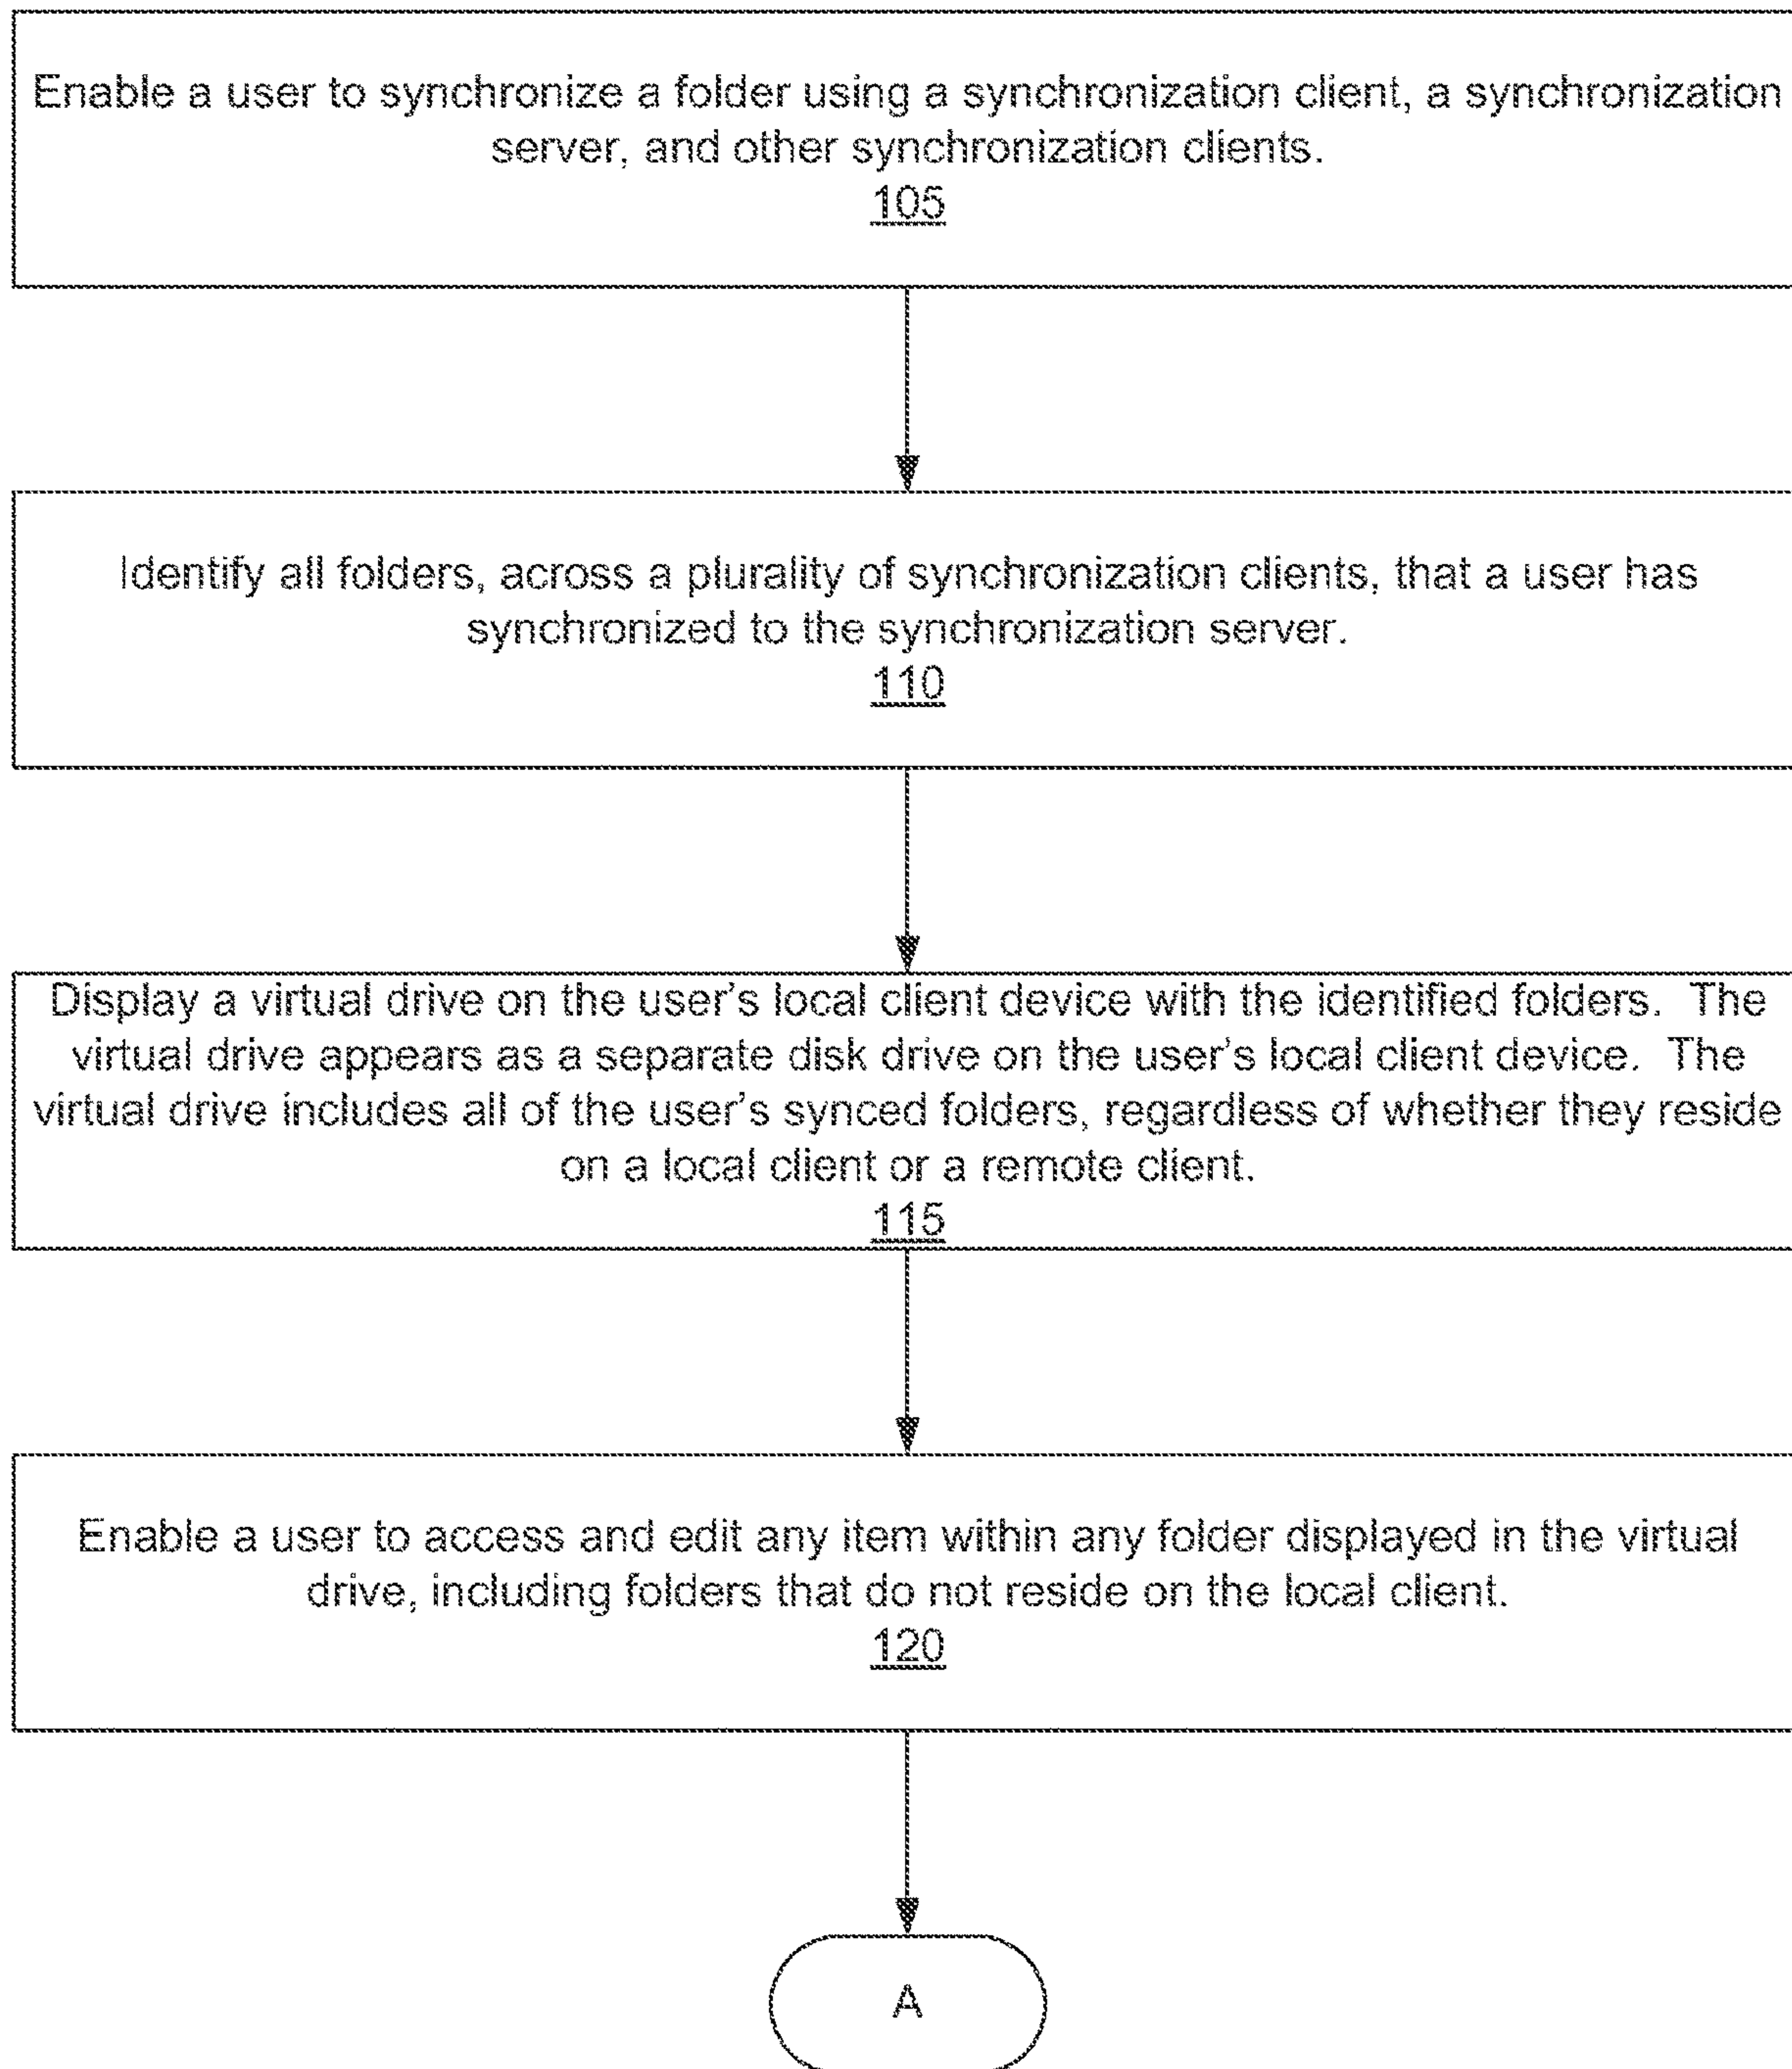 Enable a user to synchronize a folder using a synchronization client, a synchronization
server, and other synchronization clients.
105
Identify all folders, across a plurality of synchronization clients, that a user has
synchronized to the synchronization server.
110
Display a virtual drive on the user's local client device with the identified folders.  The
virtual drive appears as a separate disk drive on the user's local client device.  The
virtual drive includes all of the user's synced folders, regardless of whether they reside
on a local client or a remote client.
115
Enable a user to access and edit any item within any folder displayed in the virtual
drive, including folders that do not reside on the local client.
120
A